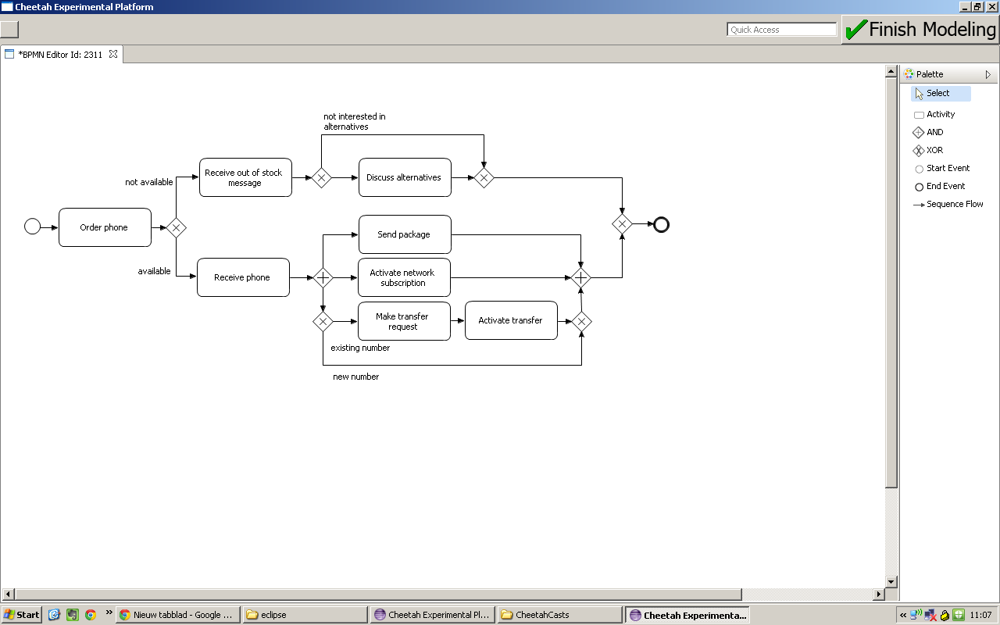 Cheetah Experimental Platform
Quick Access
Finish Modeling
*BPMN Editor Id: 2311
Palette
Select
Activity
AND
XOR
Start Event
End Event
Sequence Flow
not interested in
alternatives
not available
Receive out of stock
message
Discuss alternatives
Order phone
Send package
available
Receive phone
Activate network
subscription
Make transfer
request
Activate transfer
existing number
new number
Start
»
Nieuw tabblad - Google ...
eclipse
Cheetah Experimental Pl...
CheetahCasts
Cheetah Experimenta...
«
11:07